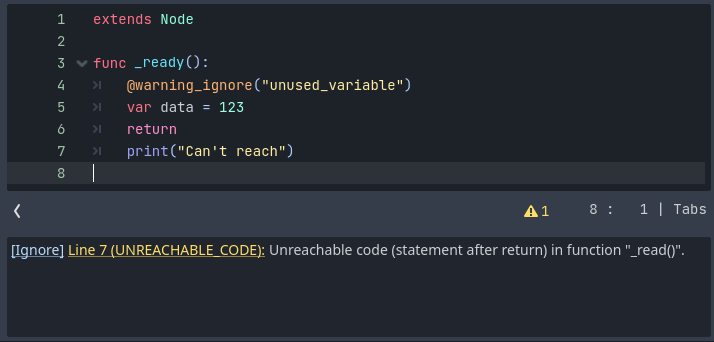 1 extends Node
2
3 func _ready():
4 @warning_ignore("unused_variable")
5 var data = 123
6 return
7 print("Can't reach")
8
1 8 : 1 | Tabs
[Ignore] Line 7 (UNREACHABLE_CODE): Unreachable code (statement after return) in function "_read()".